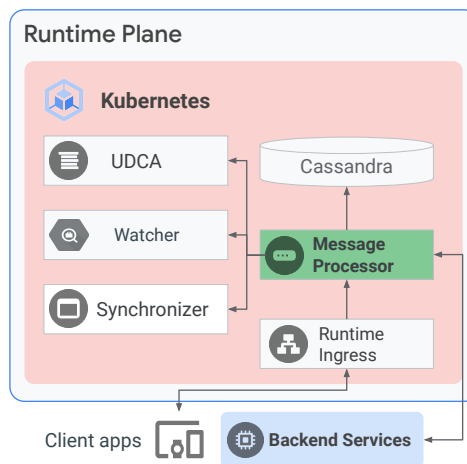 Runtime Plane
Kubernetes
UDCA
Cassandra
Watcher
Message
Processor
Synchronizer
Runtime
Ingress
Client apps
Backend Services